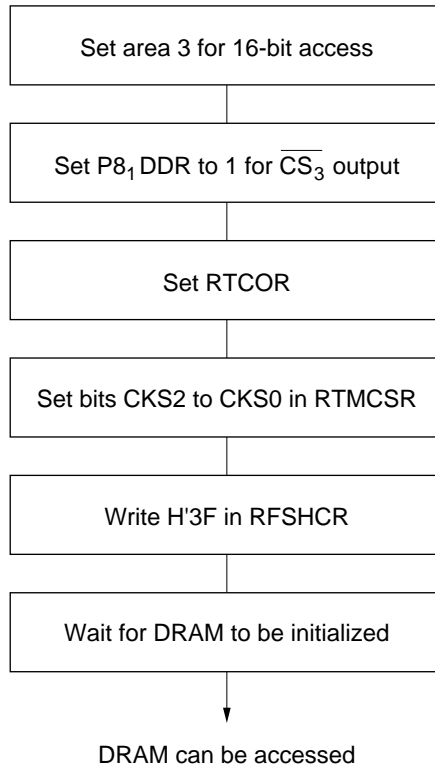 Set area 3 for 16-bit access
Set P8₁ DDR to 1 for C̅S̅₃̅ output
Set RTCOR
Set bits CKS2 to CKS0 in RTMCSR
Write H'3F in RFSHCR
Wait for DRAM to be initialized
DRAM can be accessed